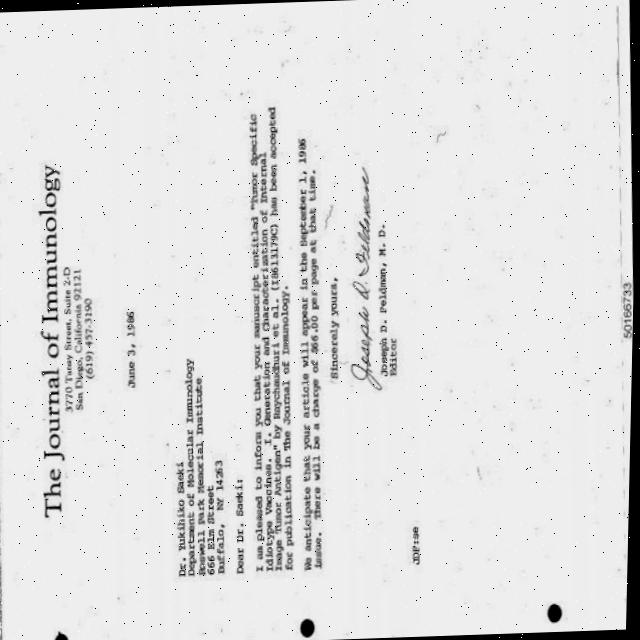 The Journal of Immunology
3770 Tansy Street, Suite 2-D
San Diego, California 92121
(619) 457-3190
June 3, 1986
Dr. Yukihiko Saeki
Department of Molecular Immunology
Roswell Park Memorial Institute
666 Elm Street
Buffalo, NY 14263
Dear Dr. Saeki:
I am pleased to inform you that your manuscript entitled "Tumor Specific
Idiotype Vaccines. I. Generation and Characterization of Internal
Image Tumor Antigen" by Raychaudhuri et al. (I8613179C) has been accepted
for publication in The Journal of Immunology.
We anticipate that your article will appear in the September 1, 1986
issue. There will be a charge of $66.00 per page at that time.
Sincerely yours,
Joseph D. Feldman
Joseph D. Feldman, M. D.
Editor
JDF:se
50166733